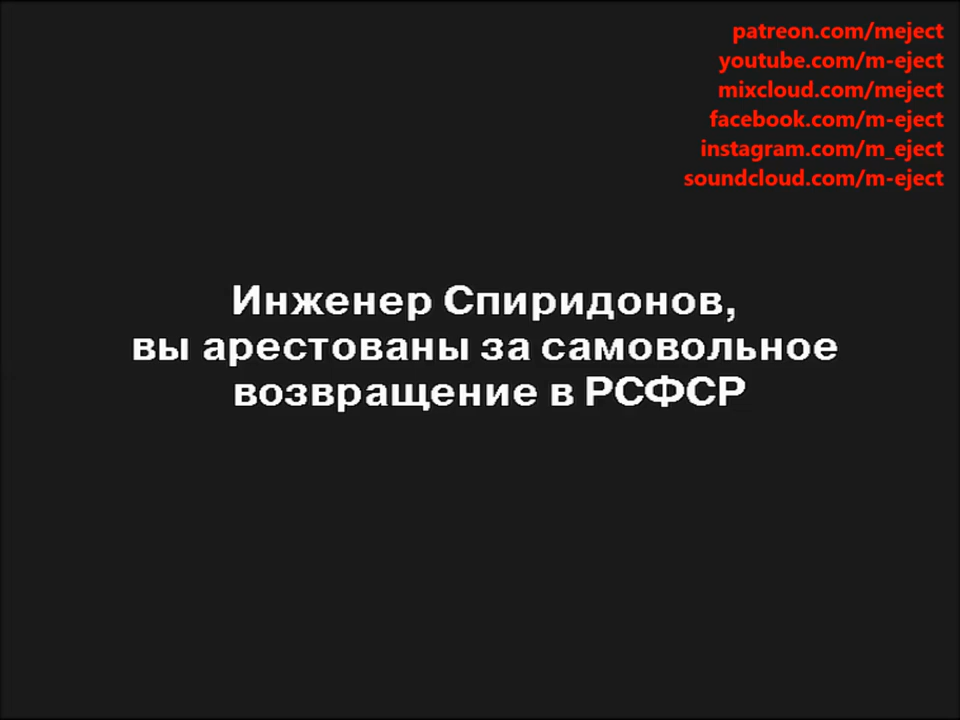 patreon.com/meject
youtube.com/m-eject
mixcloud.com/meject
facebook.com/m-eject
instagram.com/m_eject
soundcloud.com/m-eject
Инженер Спиридонов,
вы арестованы за самовольное
возвращение в РСФСР